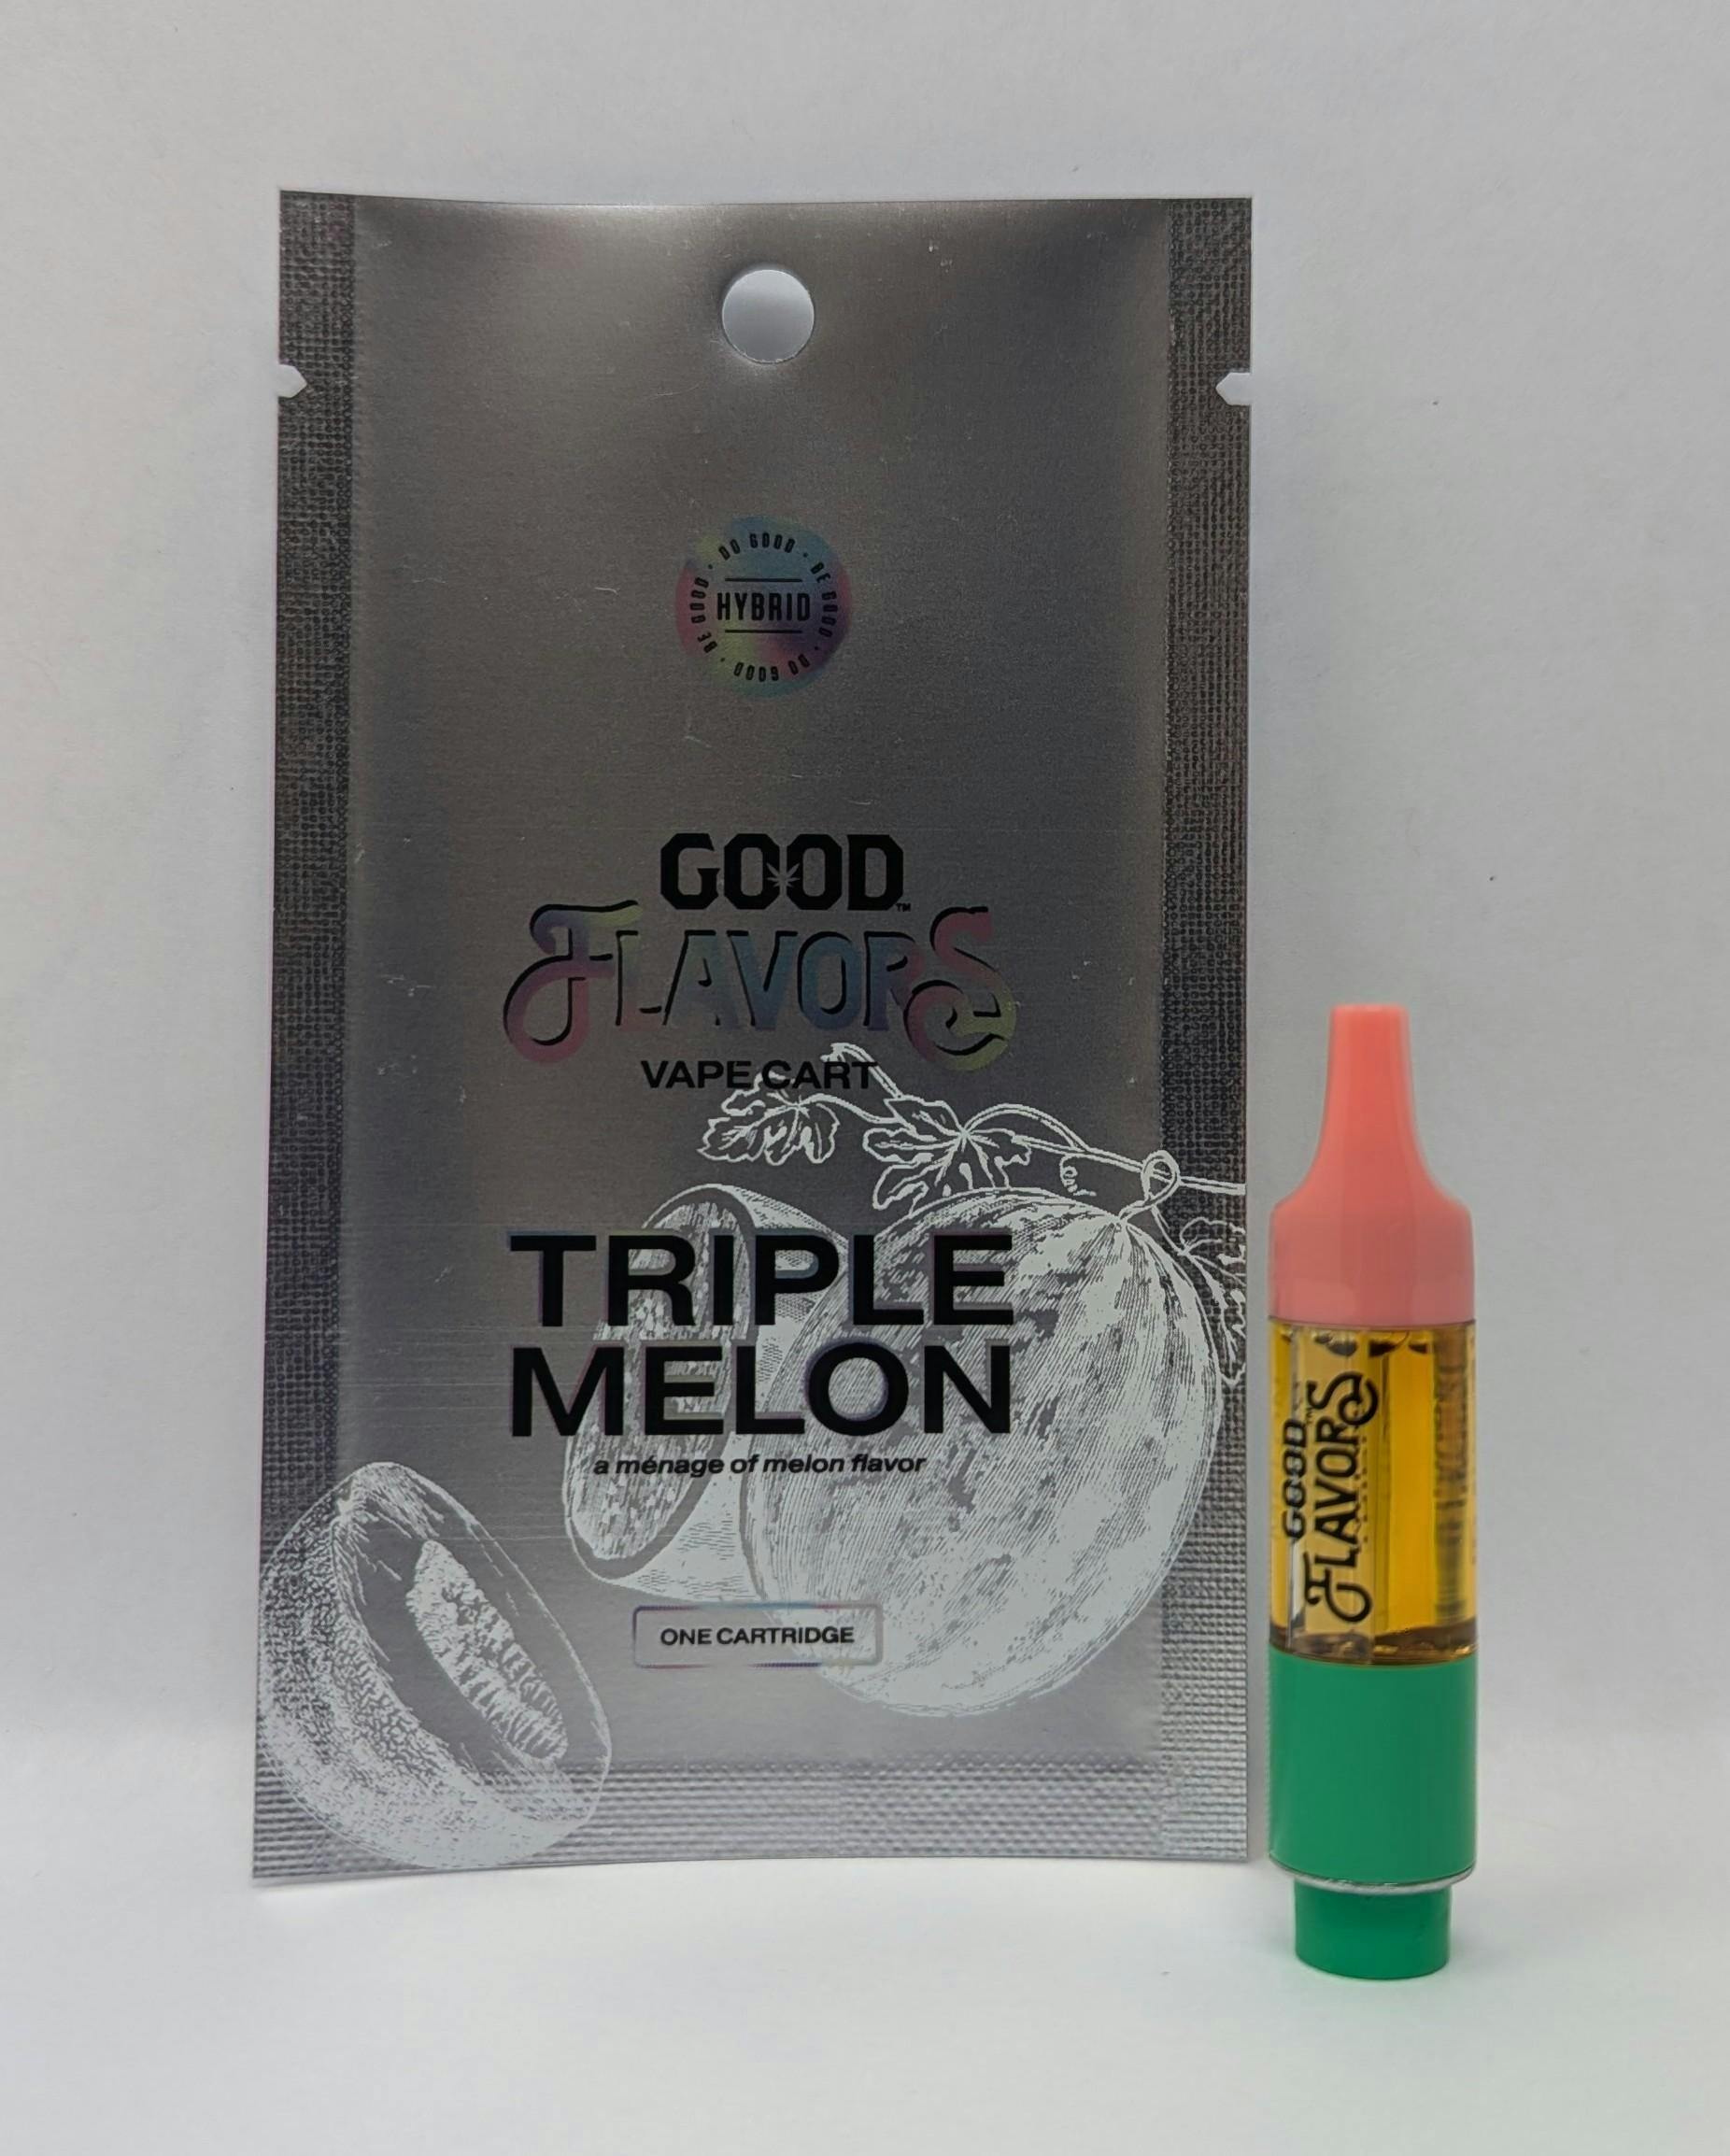 DO GOOD • BE GOOD • DO GOOD • BE GOOD •
HYBRID
GOOD™
FLAVORS
VAPE CART
TRIPLE
MELON
a ménage of melon flavor
ONE CARTRIDGE
GOOD
FLAVORS